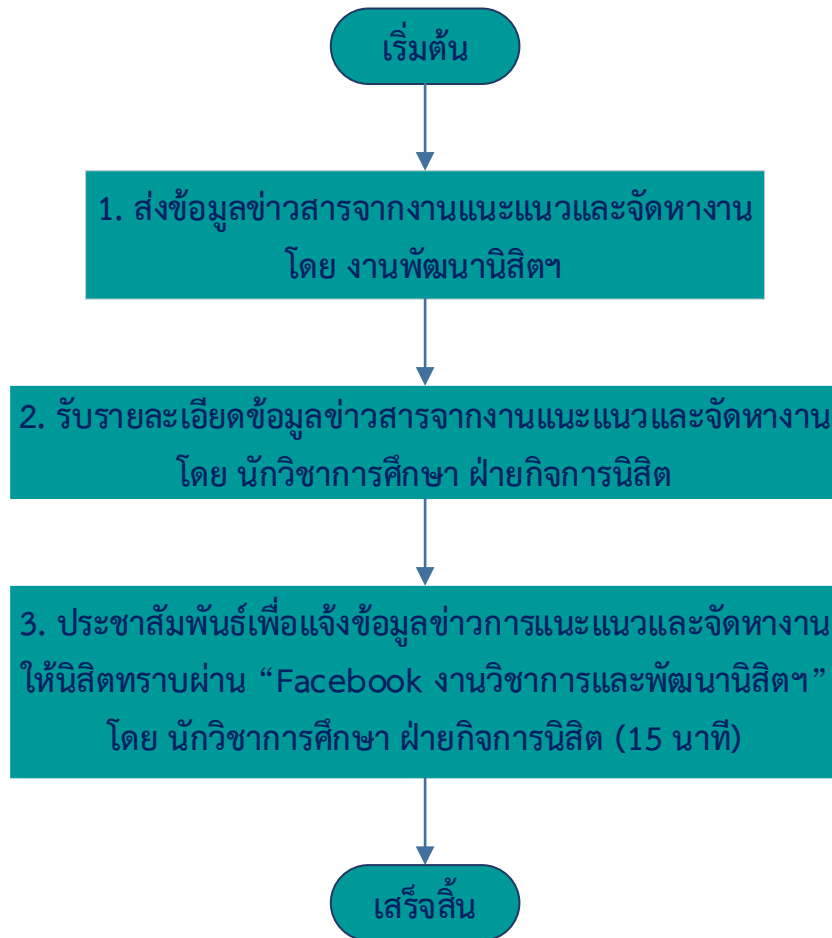 เริ่มต้น
1. ส่งข้อมูลข่าวสารจากงานแนะแนวและจัดหางาน
โดย งานพัฒนานิสิตฯ
2. รับรายละเอียดข้อมูลข่าวสารจากงานแนะแนวและจัดหางาน
โดย นักวิชาการศึกษา ฝ่ายกิจการนิสิต
3. ประชาสัมพันธ์เพื่อแจ้งข้อมูลข่าวการแนะแนวและจัดหางาน
ให้นิสิตทราบผ่าน “Facebook งานวิชาการและพัฒนานิสิตฯ”
โดย นักวิชาการศึกษา ฝ่ายกิจการนิสิต (15 นาที)
เสร็จสิ้น